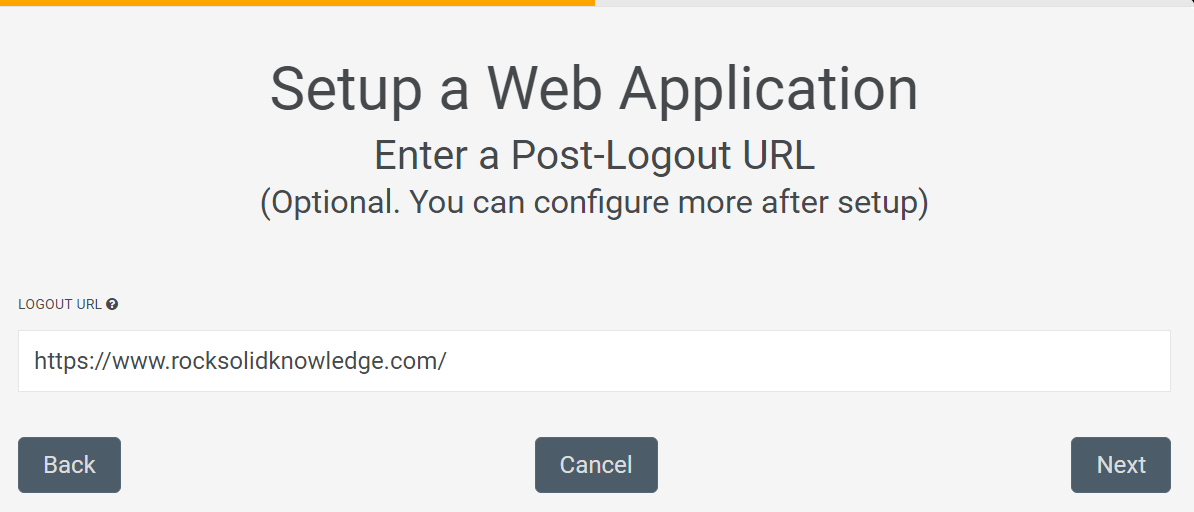 Setup a Web Application
Enter a Post-Logout URL
(Optional. You can configure more after setup)
LOGOUT URL
https://www.rocksolidknowledge.com/
Back
Cancel
Next